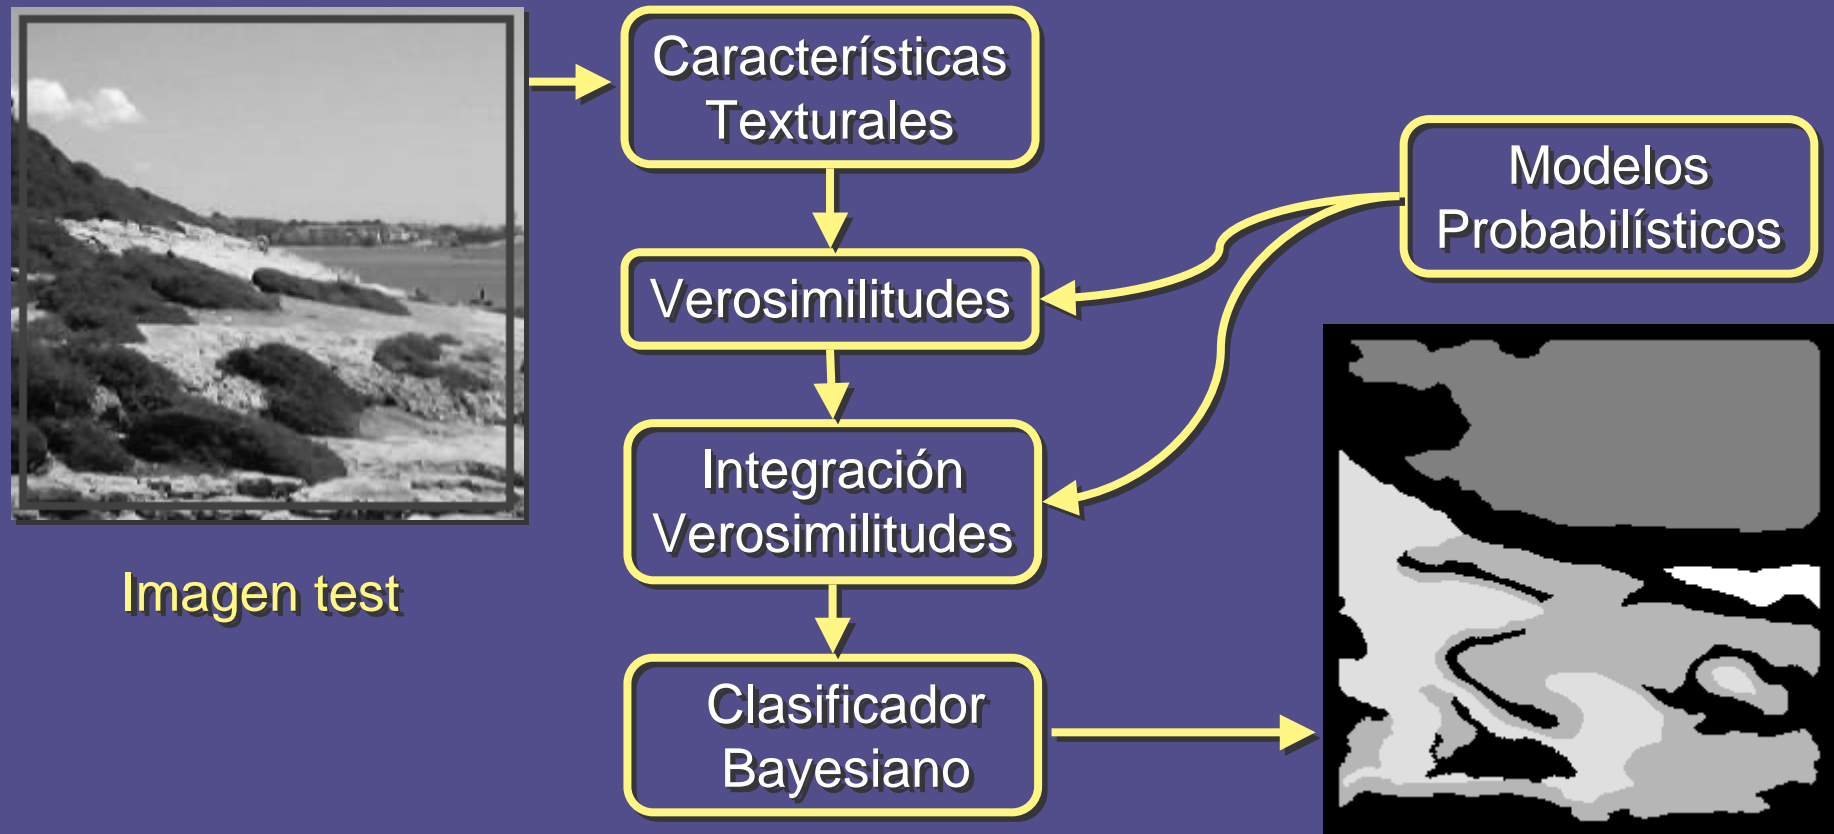 Características
Texturales
Modelos
Probabilísticos
Verosimilitudes
Integración
Verosimilitudes
Imagen test
Clasificador
Bayesiano